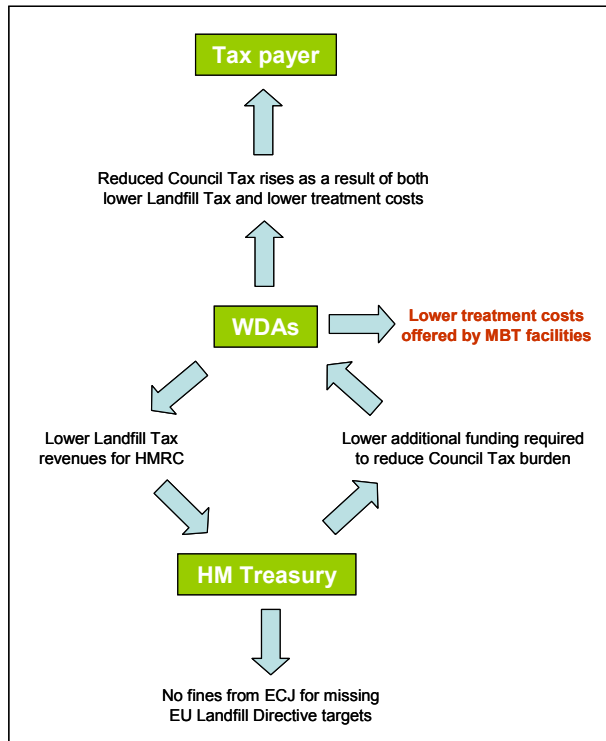 Tax payer
Reduced Council Tax rises as a result of both
lower Landfill Tax and lower treatment costs
WDAs
Lower treatment costs
offered by MBT facilities
Lower Landfill Tax
revenues for HMRC
Lower additional funding required
to reduce Council Tax burden
HM Treasury
No fines from ECJ for missing
EU Landfill Directive targets